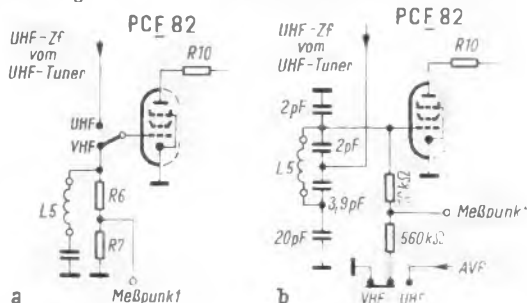 PCF 82
UHF-Zf
vom
UHF-Tuner
R10
UHF
VHF
L5
R6
R7
Meßpunkt
a
PCF 82
UHF-Zf
vom
UHF-Tuner
R10
2pF
2pF
L5
3,9pF
20pF
Meßpunkt
560kΩ
AVR
VHF UHF
b